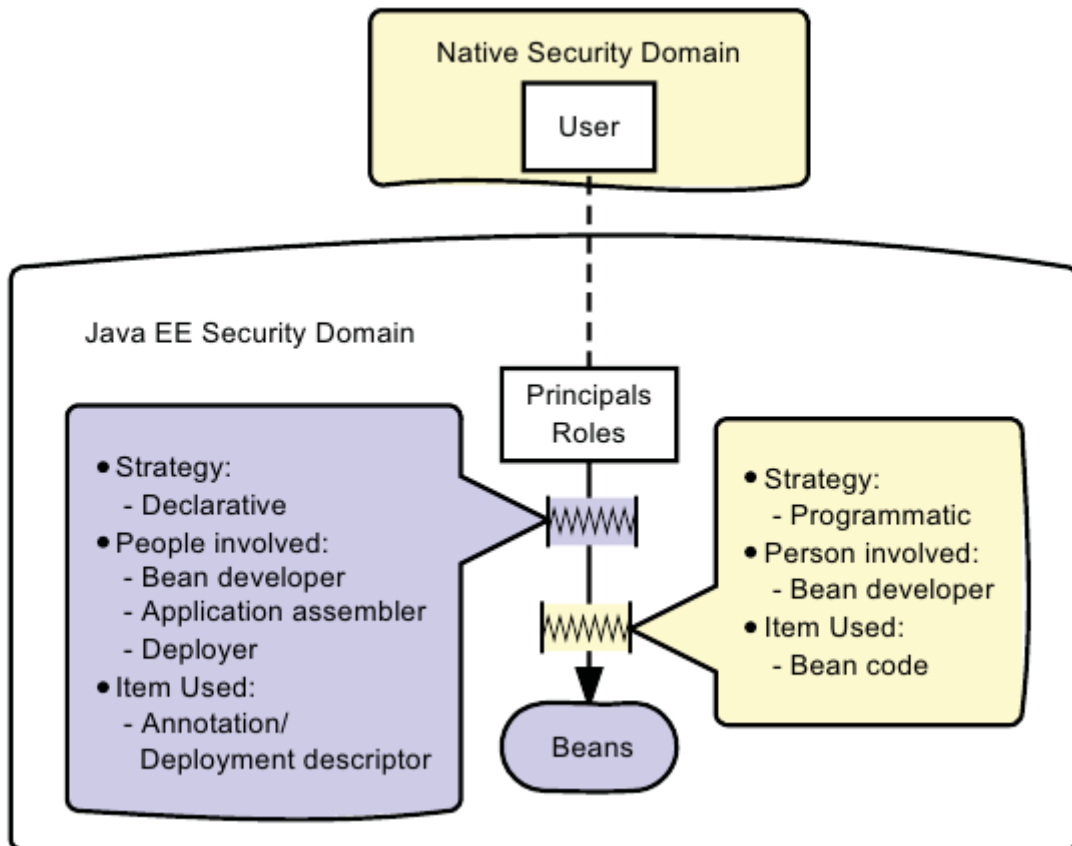 Native Security Domain
User
Java EE Security Domain
Principals
Roles
• Strategy:
- Declarative
• People involved:
- Bean developer
- Application assembler
- Deployer
• Item Used:
- Annotation/
Deployment descriptor
• Strategy:
- Programmatic
• Person involved:
- Bean developer
• Item Used:
- Bean code
Beans